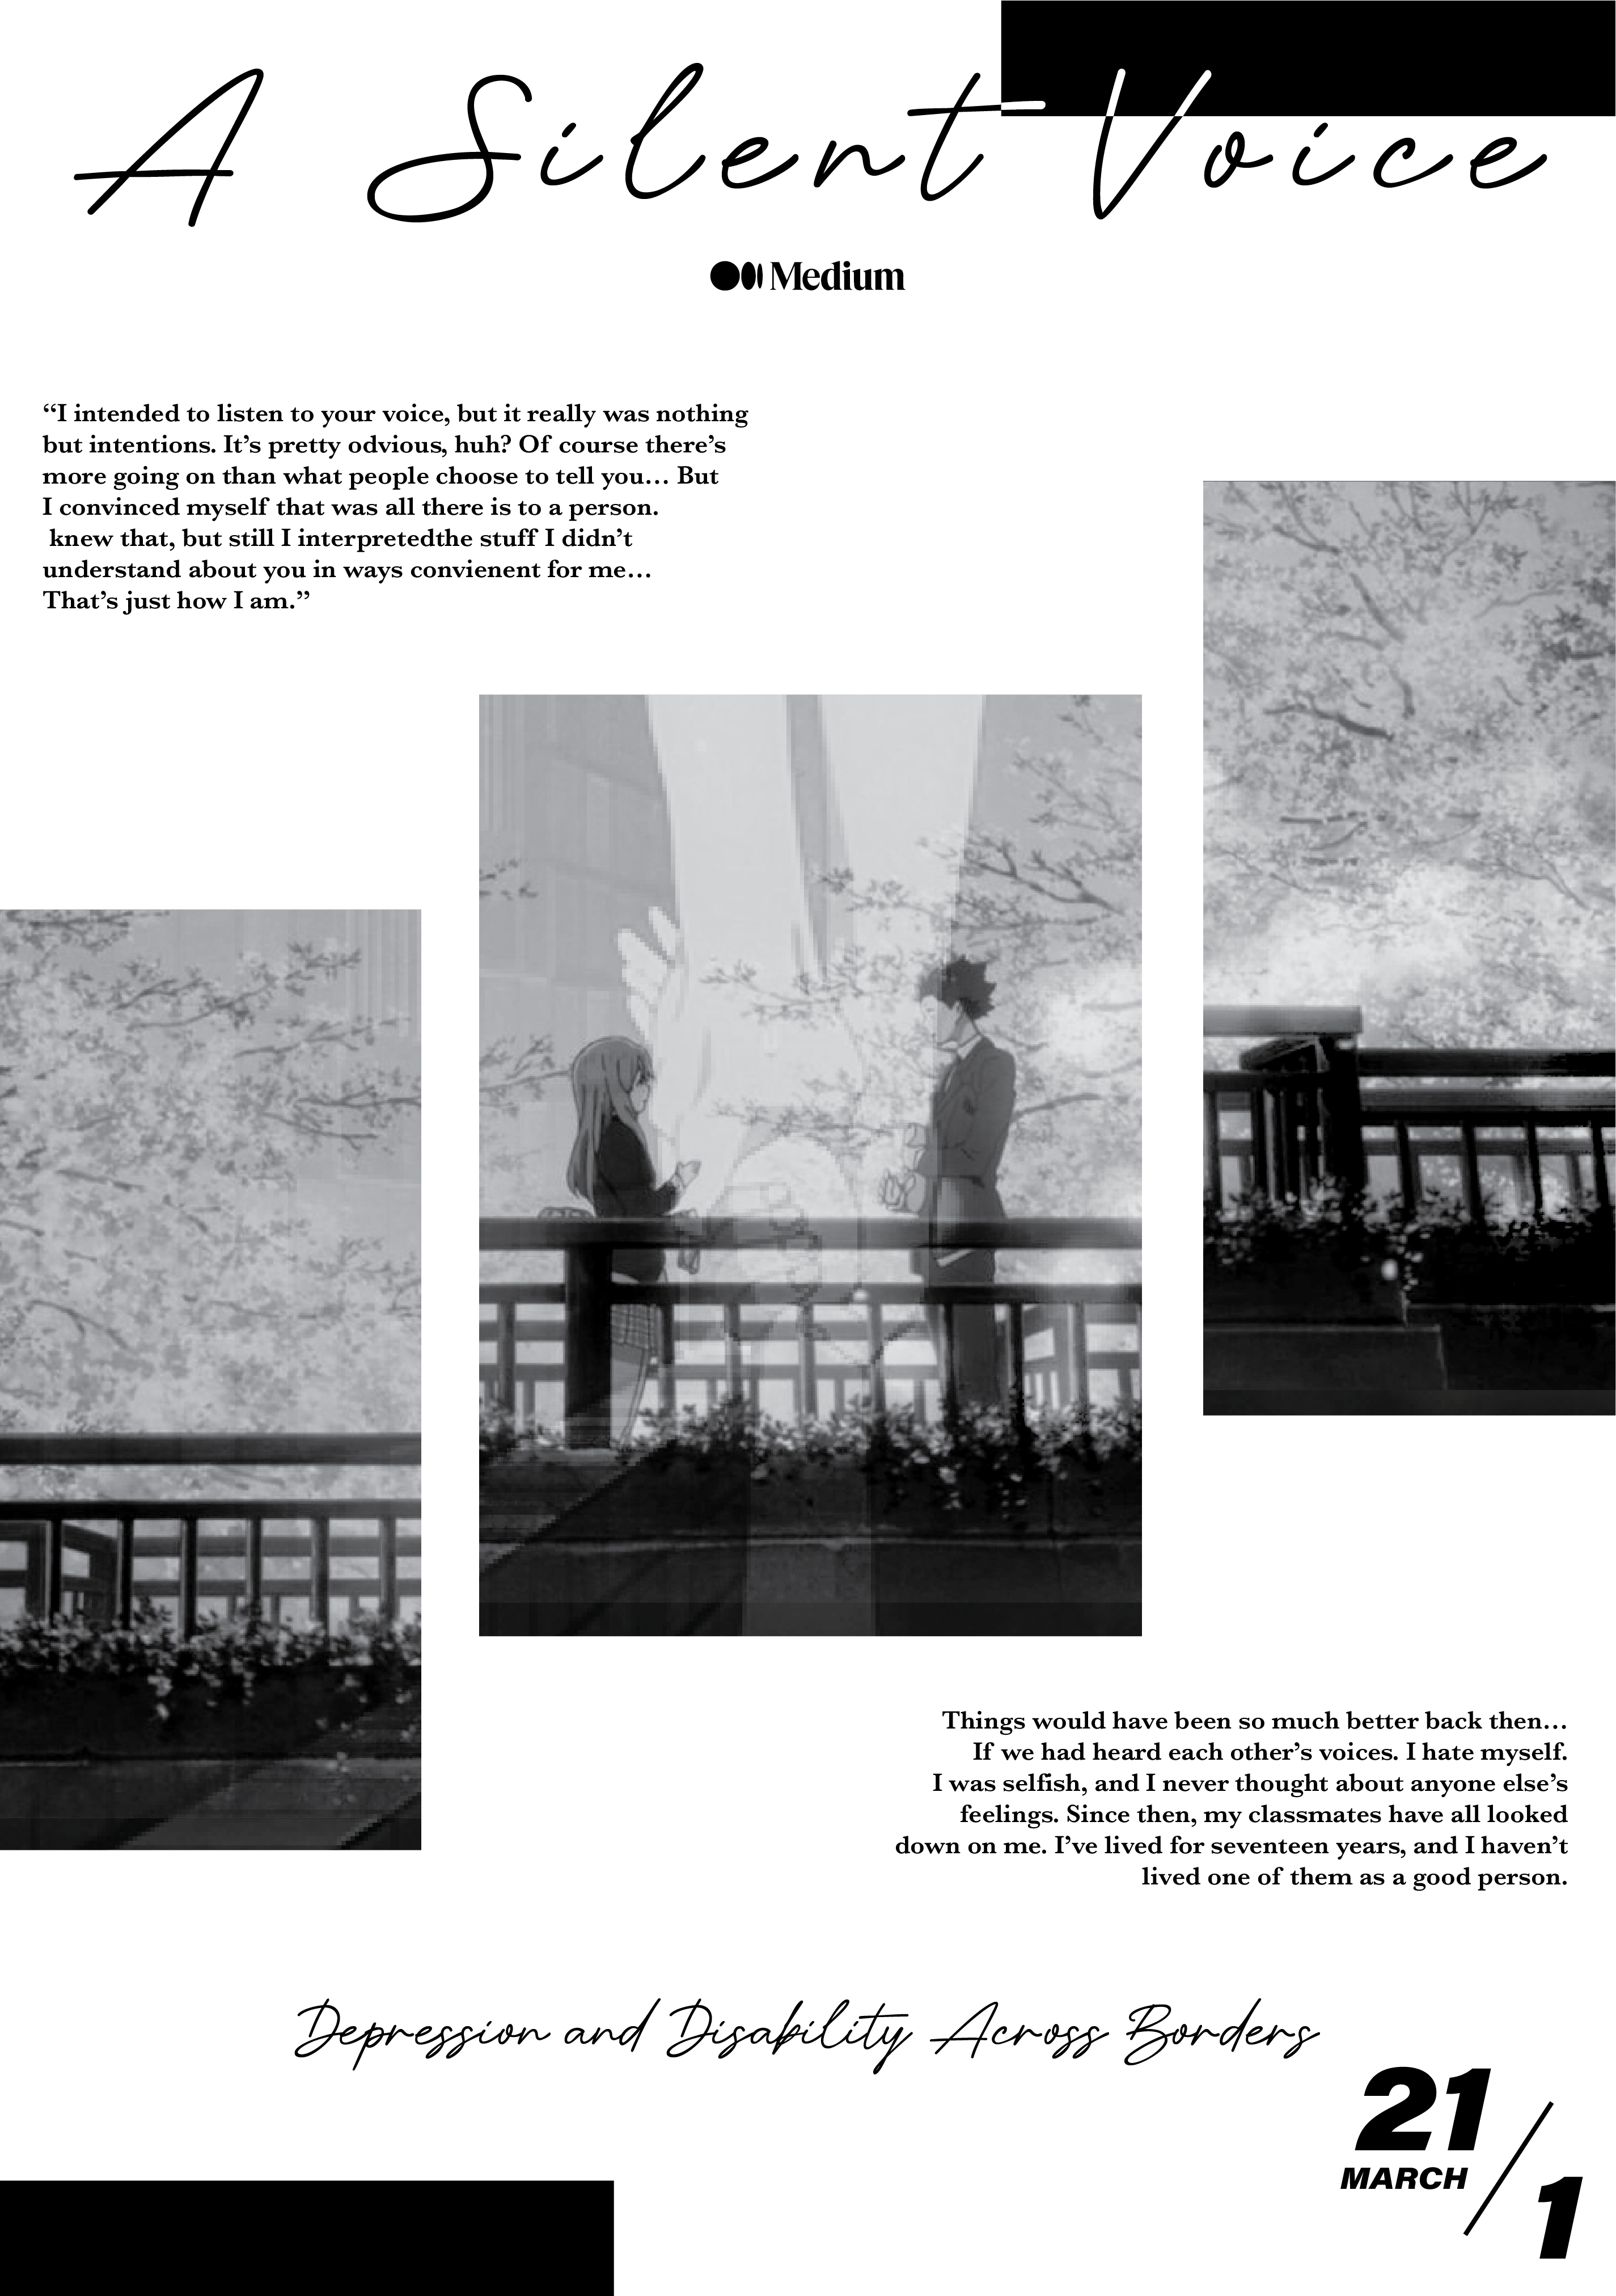 A Silent Voice
Medium
“I intended to listen to your voice, but it really was nothing
but intentions. It’s pretty odvious, huh? Of course there’s
more going on than what people choose to tell you… But
I convinced myself that was all there is to a person.
knew that, but still I interpretedthe stuff I didn’t
understand about you in ways convienent for me…
That’s just how I am.”
Things would have been so much better back then…
If we had heard each other’s voices. I hate myself.
I was selfish, and I never thought about anyone else’s
feelings. Since then, my classmates have all looked
down on me. I’ve lived for seventeen years, and I haven’t
lived one of them as a good person.
Depression and Disability Across Borders
21
MARCH
1